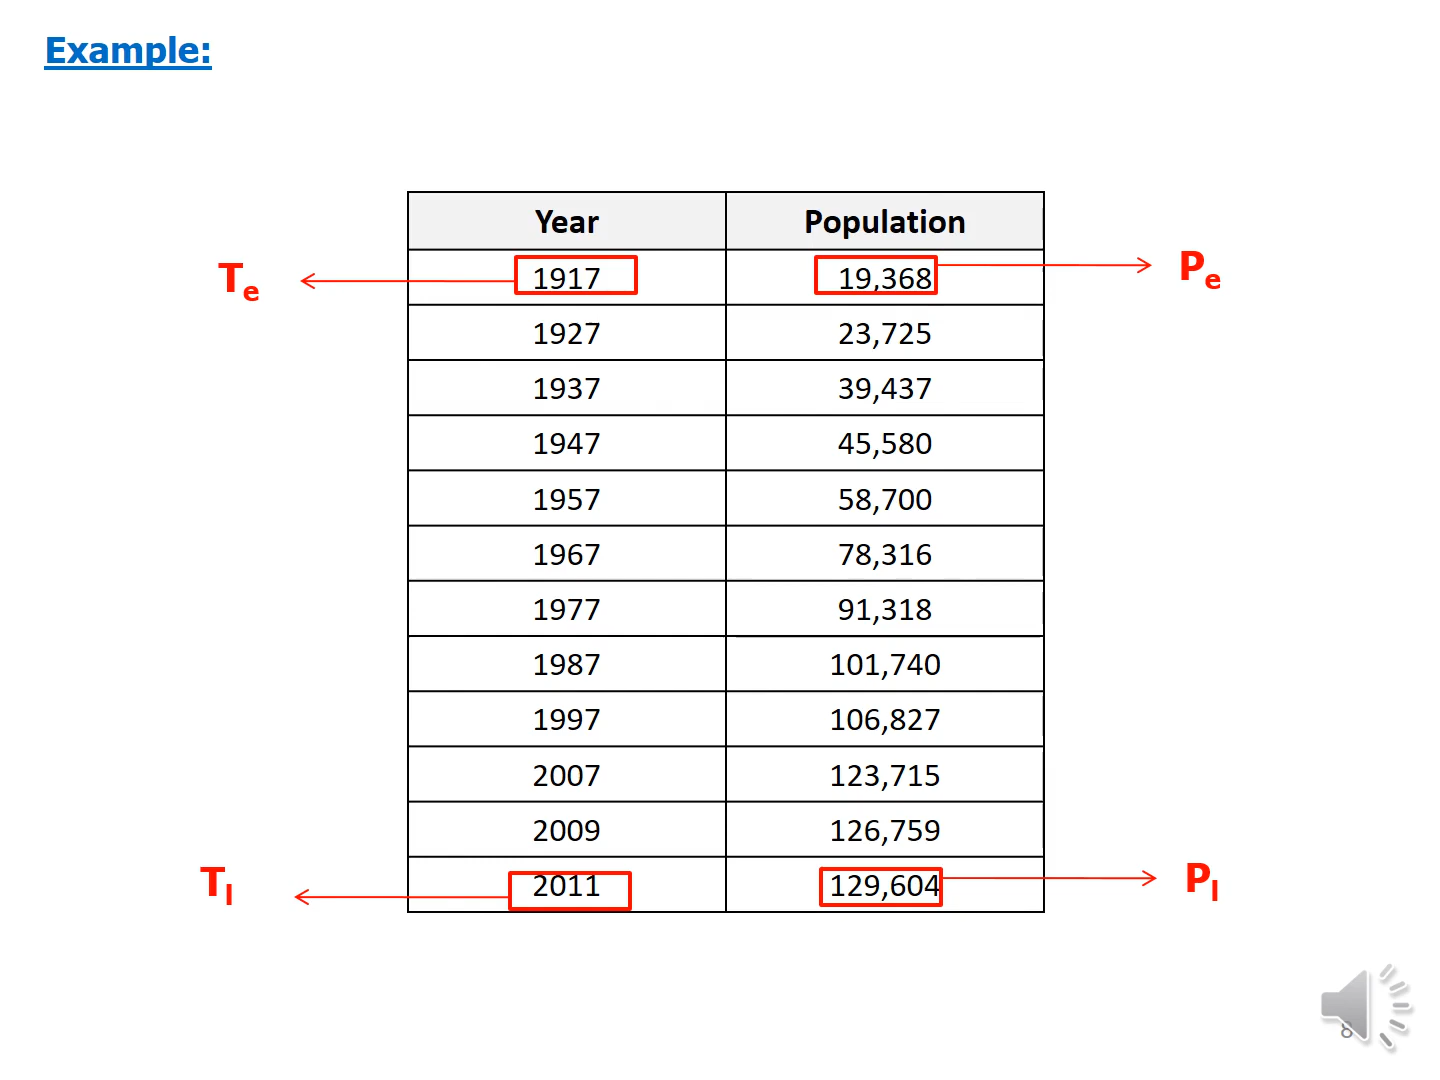 Example:
Year Population
Te 1917 19,368 Pe
1927 23,725
1937 39,437
1947 45,580
1957 58,700
1967 78,316
1977 91,318
1987 101,740
1997 106,827
2007 123,715
2009 126,759
Tl 2011 129,604 Pl
8